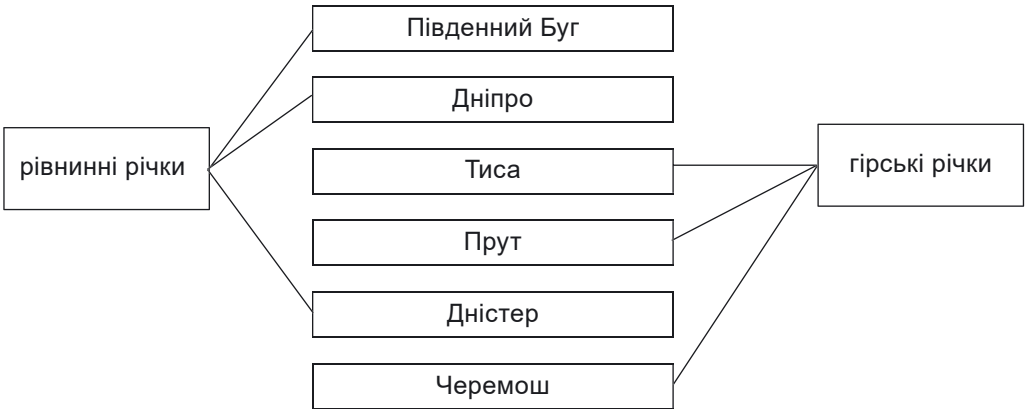 Південний Буг
Дніпро
рівнинні річки
Тиса
гірські річки
Прут
Дністер
Черемош